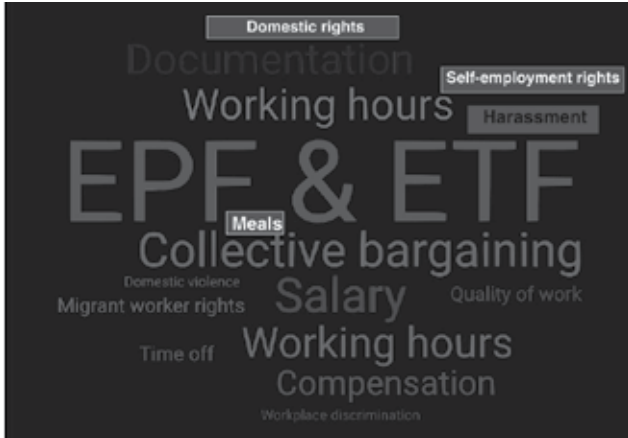 Domestic rights
Documentation
Self-employment rights
Working hours
Harassment
EPF & ETF
Meals
Collective bargaining
Domestic violence
Salary
Quality of work
Migrant worker rights
Time off
Working hours
Compensation
Workplace discrimination